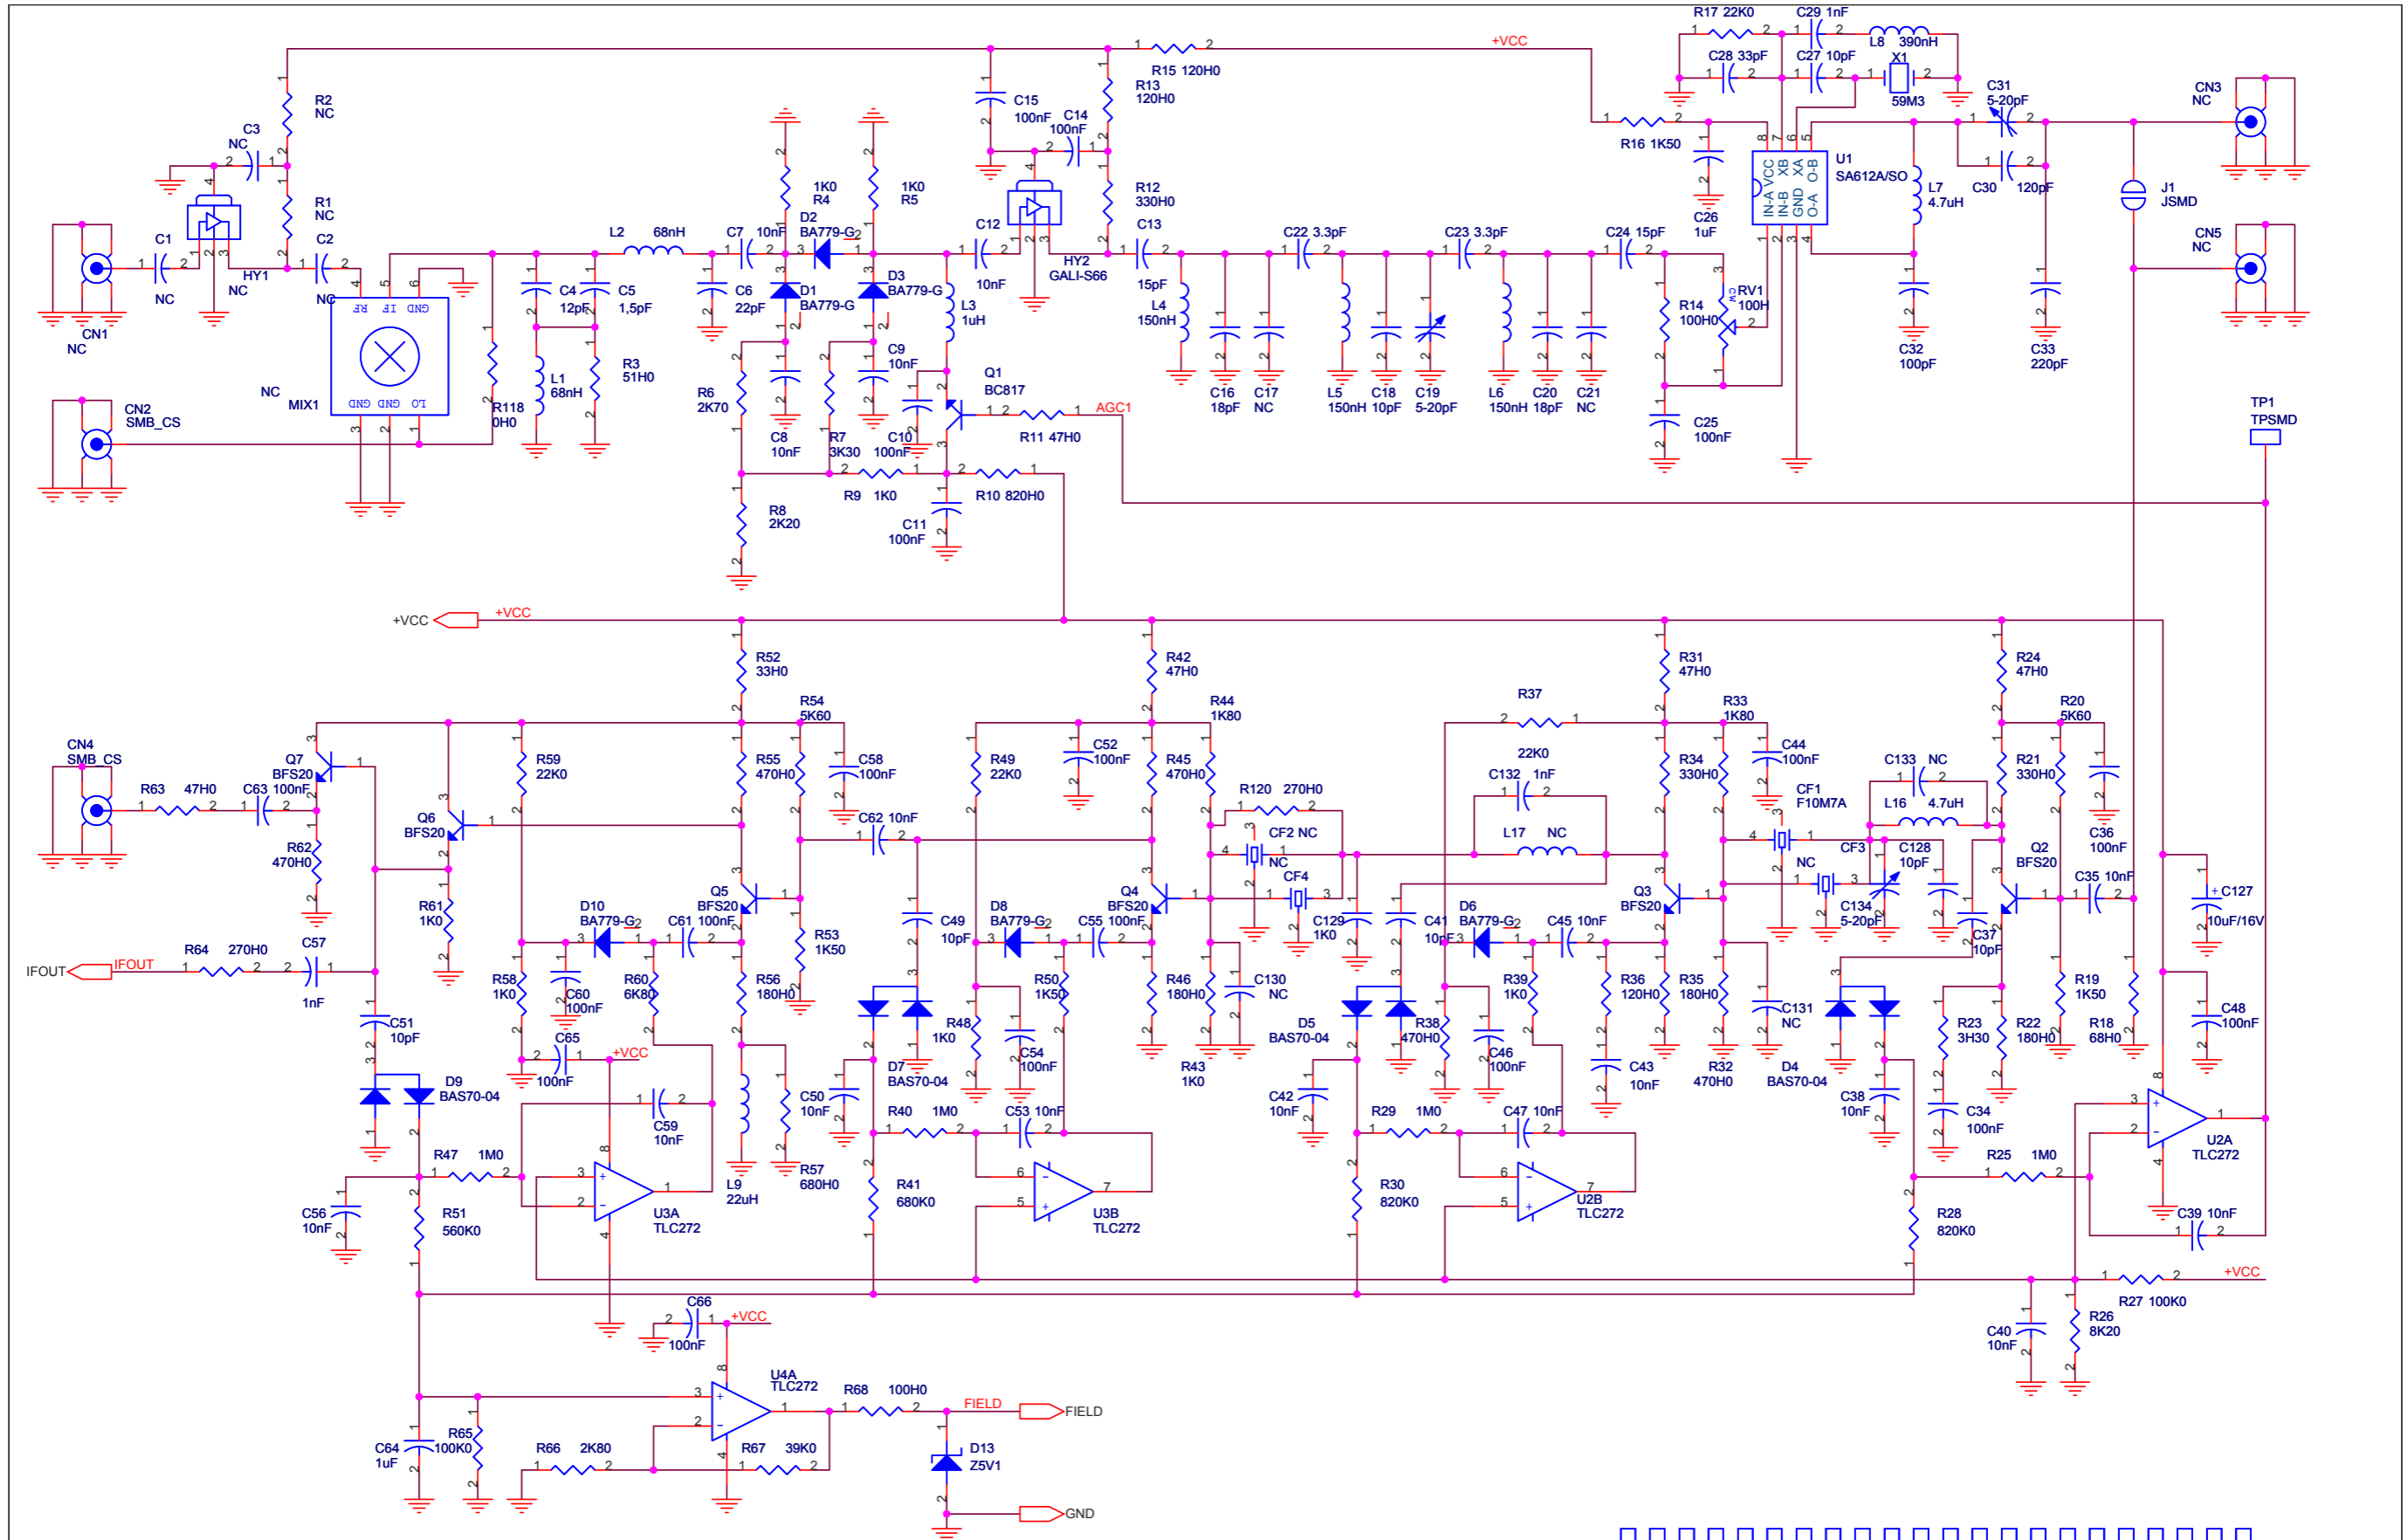 R17 22K0
C29 1nF
L8 390nH
C28 33pF
C27 10pF
X1
59M3
+VCC
R15 120H0
R13
120H0
C15
100nF
C14
100nF
R2
NC
C3
NC
R1
NC
C1
NC
C2
NC
HY1
NC
CN1
NC
CN2
SMB_CS
NC
MIX1
RF
IF
GND
GND
GND
LO
R118
0H0
C4
12pF
C5
1,5pF
L1
68nH
R3
51H0
L2 68nH
C6
22pF
C7 10nF
1K0
R4
1K0
R5
D2
BA779-G
D1
BA779-G
D3
BA779-G
R6
2K70
C8
10nF
R7
3K30
C9
10nF
C10
100nF
L3
1uH
C12
10nF
Q1
BC817
R11 47H0
AGC1
R9 1K0
R10 820H0
R8
2K20
C11
100nF
R12
330H0
HY2
GALI-S66
C13
15pF
L4
150nH
C16
18pF
C17
NC
C22 3.3pF
L5
150nH
C18
10pF
C19
5-20pF
C23 3.3pF
L6
150nH
C20
18pF
C21
NC
C24 15pF
R14
100H0
RV1
100H
CW
C25
100nF
R16 1K50
C26
1uF
U1
SA612A/SO
VCC
XB
XA
O-B
IN-A
IN-B
GND
O-A
L7
4.7uH
C31
5-20pF
C30 120pF
C32
100pF
C33
220pF
CN3
NC
J1
JSMD
CN5
NC
TP1
TPSMD
+VCC
+VCC
R52
33H0
R42
47H0
R31
47H0
R24
47H0
CN4
SMB_CS
R63 47H0
C63
100nF
Q7
BFS20
R62
470H0
Q6
BFS20
R61
1K0
R59
22K0
R55
470H0
R54
5K60
C58
100nF
C62 10nF
Q5
BFS20
R53
1K50
D10
BA779-G
C61
100nF
R58
1K0
C60
100nF
R60
6K80
R56
180H0
IFOUT
IFOUT
R64 270H0
C57
1nF
C51
10pF
D9
BAS70-04
C65
100nF
+VCC
C59
10nF
R47 1M0
C56
10nF
R51
560K0
U3A
TLC272
L9
22uH
R57
680H0
C50
10nF
D7
BAS70-04
C49
10pF
R49
22K0
C52
100nF
R45
470H0
R44
1K80
D8
BA779-G
C55
100nF
Q4
BFS20
R48
1K0
C54
100nF
R50
1K50
R46
180H0
R43
1K0
C130
NC
R120 270H0
CF2 NC
NC
CF4
R40 1M0
C53 10nF
R41
680K0
U3B
TLC272
R37
22K0
C132 1nF
L17 NC
C129
1K0
C41
10pF
D6
BA779-G
C45 10nF
Q3
BFS20
R34
330H0
R33
1K80
C44
100nF
CF1
F10M7A
NC
CF3
D5
BAS70-04
R38
470H0
C46
100nF
R39
1K0
R36
120H0
R35
180H0
C43
10nF
R32
470H0
C131
NC
C42
10nF
R29 1M0
C47 10nF
R30
820K0
U2B
TLC272
C133 NC
L16 4.7uH
C128
10pF
C134
5-20pF
C37
10pF
R21
330H0
R20
5K60
C36
100nF
Q2
BFS20
C35 10nF
C127
10uF/16V
D4
BAS70-04
R23
3H30
R22
180H0
R19
1K50
R18
68H0
C48
100nF
C38
10nF
C34
100nF
R25 1M0
U2A
TLC272
C39 10nF
R28
820K0
+VCC
R27 100K0
C40
10nF
R26
8K20
C66
100nF
+VCC
U4A
TLC272
R68 100H0
FIELD
FIELD
C64
1uF
R65
100K0
R66 2K80
R67 39K0
D13
Z5V1
GND